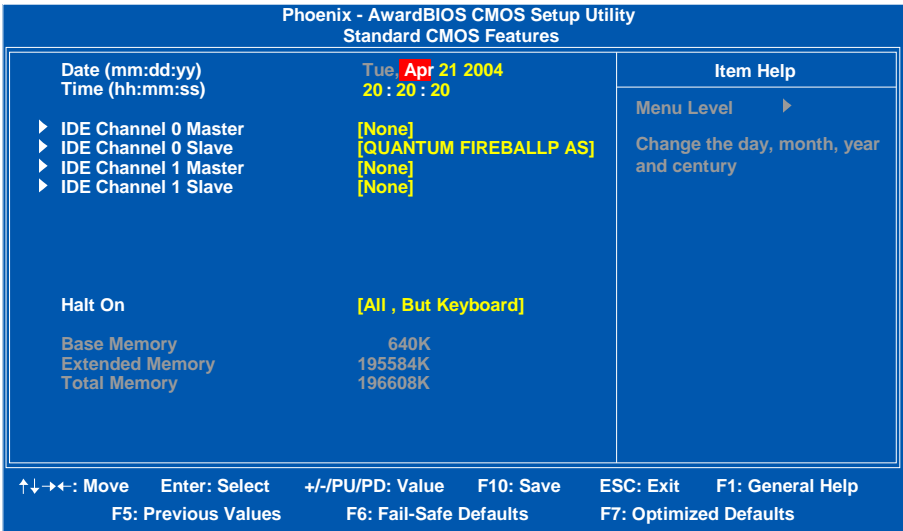 Phoenix - AwardBIOS CMOS Setup Utility
Standard CMOS Features
Date (mm:dd:yy) Tue, Apr 21 2004
Time (hh:mm:ss) 20 : 20 : 20
IDE Channel 0 Master [None]
IDE Channel 0 Slave [QUANTUM FIREBALLP AS]
IDE Channel 1 Master [None]
IDE Channel 1 Slave [None]
Halt On [All , But Keyboard]
Base Memory 640K
Extended Memory 195584K
Total Memory 196608K
Item Help
Menu Level
Change the day, month, year
and century
↑↓→←: Move Enter: Select +/-/PU/PD: Value F10: Save ESC: Exit F1: General Help
F5: Previous Values F6: Fail-Safe Defaults F7: Optimized Defaults